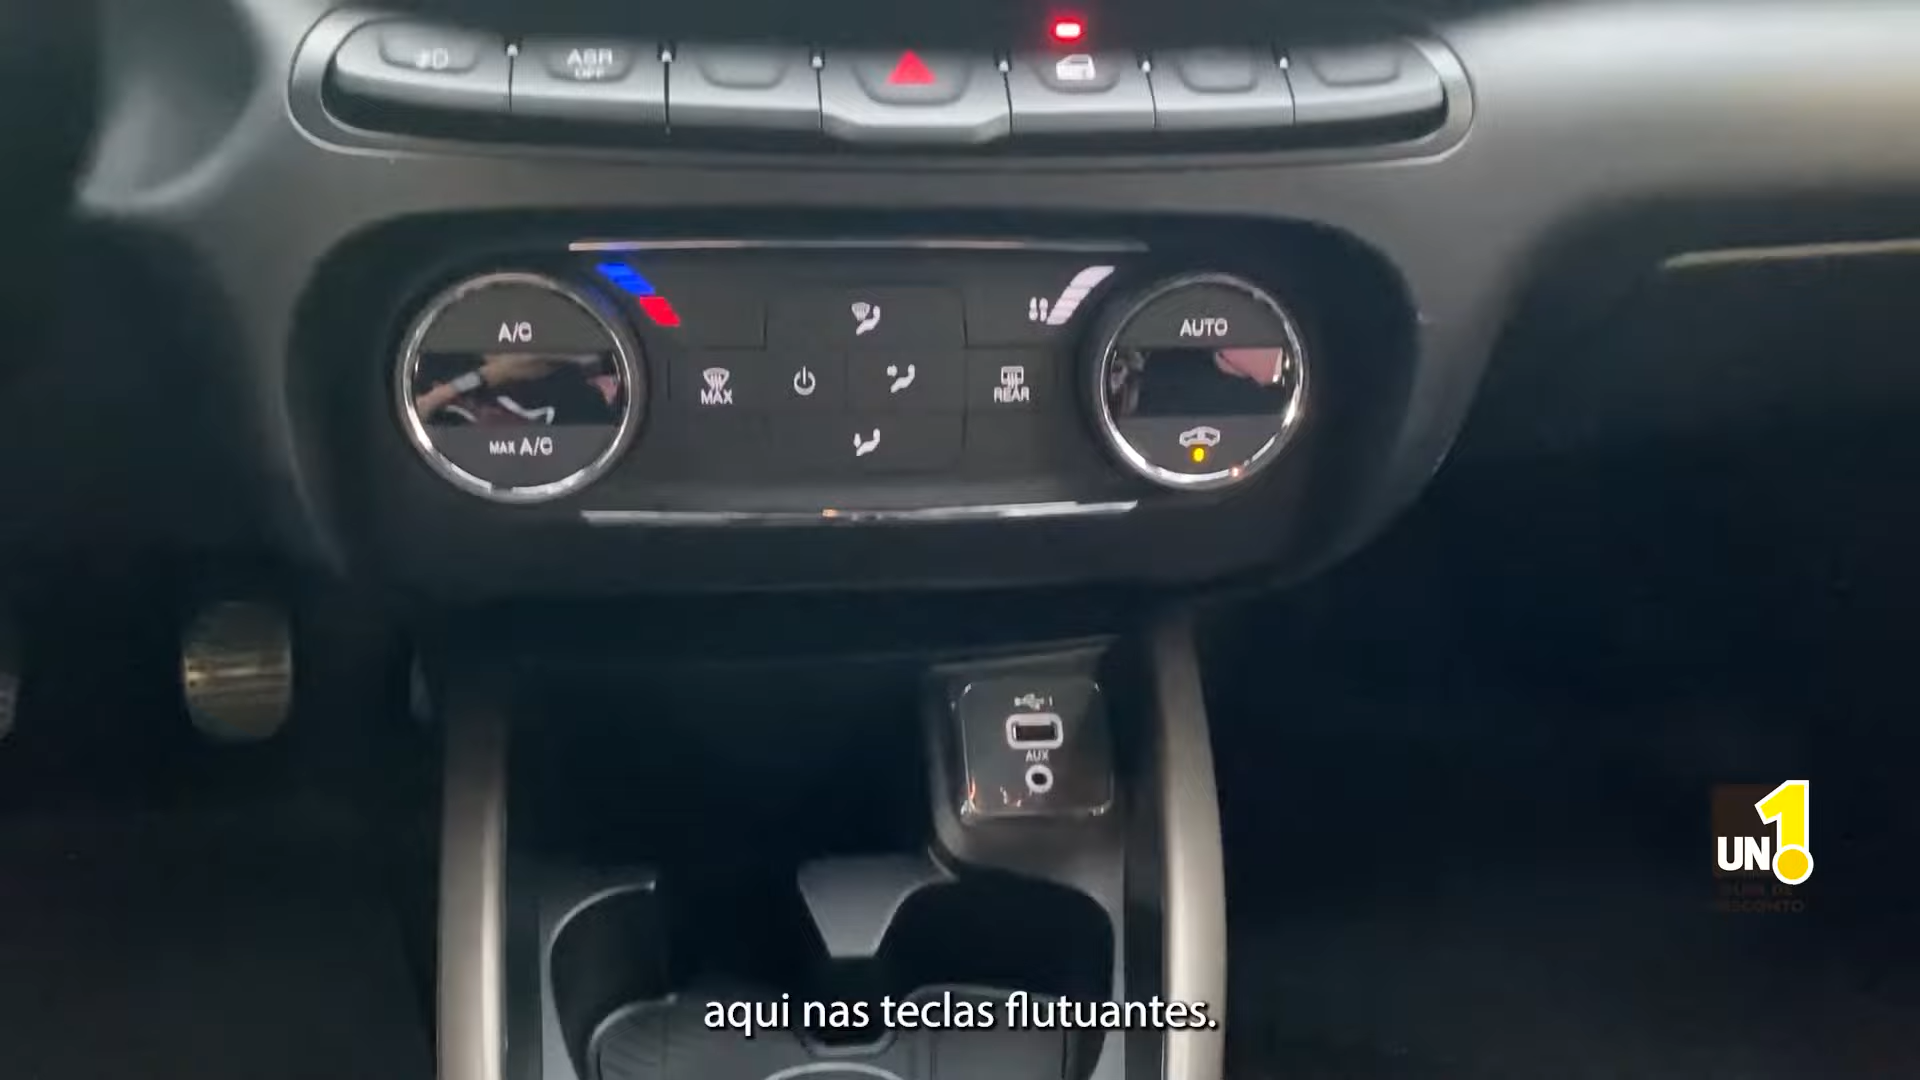 ASR
OFF
A/C
AUTO
MAX
REAR
MAX A/C
AUX
UN1
aqui nas teclas flutuantes.